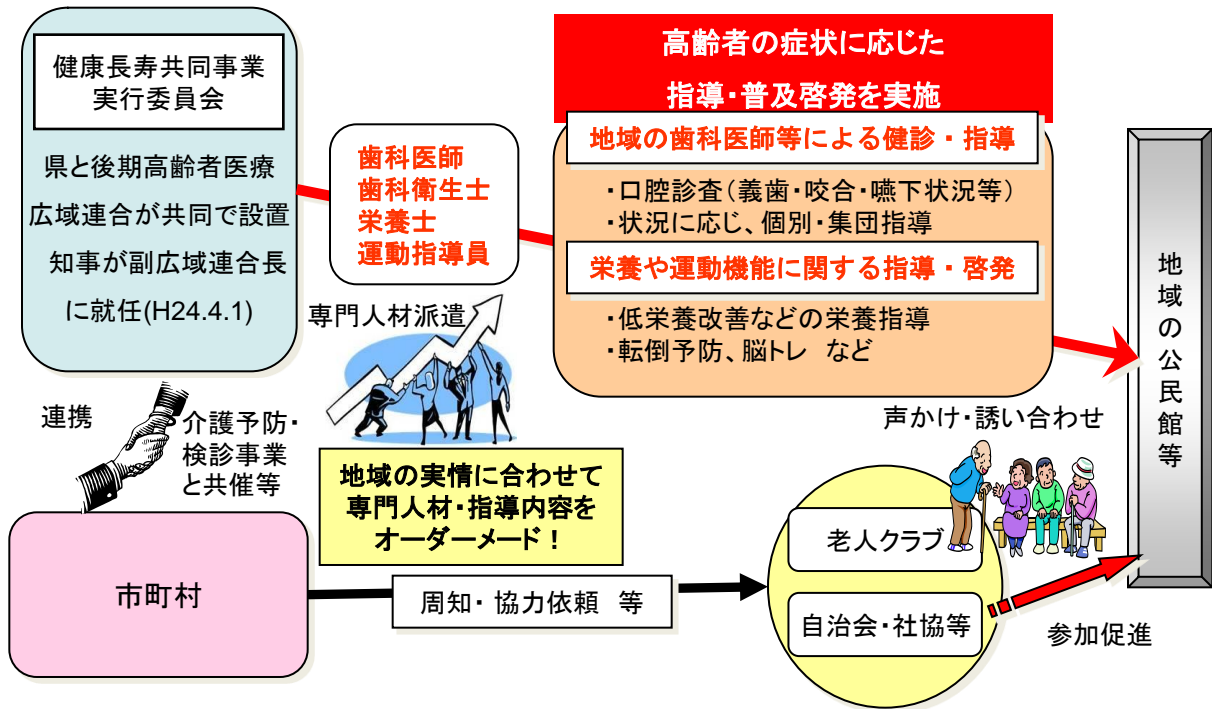 健康長寿共同事業
実行委員会
県と後期高齢者医療
広域連合が共同で設置
知事が副広域連合長
に就任(H24.4.1)
歯科医師
歯科衛生士
栄養士
運動指導員
専門人材派遣
高齢者の症状に応じた
指導・普及啓発を実施
地域の歯科医師等による健診・指導
・口腔診査(義歯・咬合・嚥下状況等)
・状況に応じ、個別・集団指導
栄養や運動機能に関する指導・啓発
・低栄養改善などの栄養指導
・転倒予防、脳トレ など
地域の公民館等
連携
介護予防・
検診事業
と共催等
地域の実情に合わせて
専門人材・指導内容を
オーダーメード!
声かけ・誘い合わせ
市町村
周知・協力依頼 等
老人クラブ
自治会・社協等
参加促進